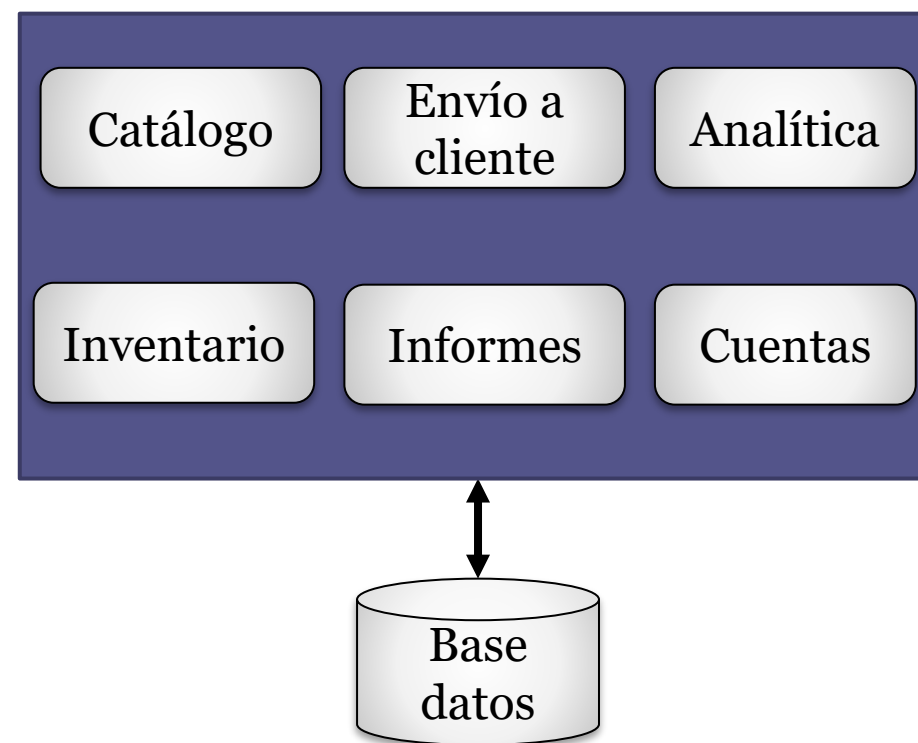 Catálogo
Envío a
cliente
Analítica
Inventario
Informes
Cuentas
Base
datos